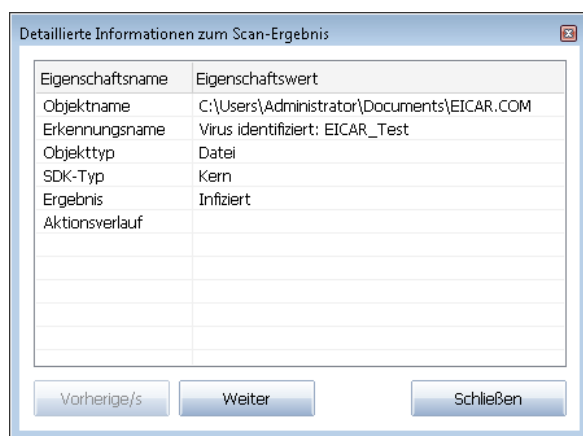 Detaillierte Informationen zum Scan-Ergebnis
Eigenschaftsname Eigenschaftswert
Objektname C:\Users\Administrator\Documents\EICAR.COM
Erkennungsname Virus identifiziert: EICAR_Test
Objekttyp Datei
SDK-Typ Kern
Ergebnis Infiziert
Aktionsverlauf
Vorherige/s Weiter Schließen